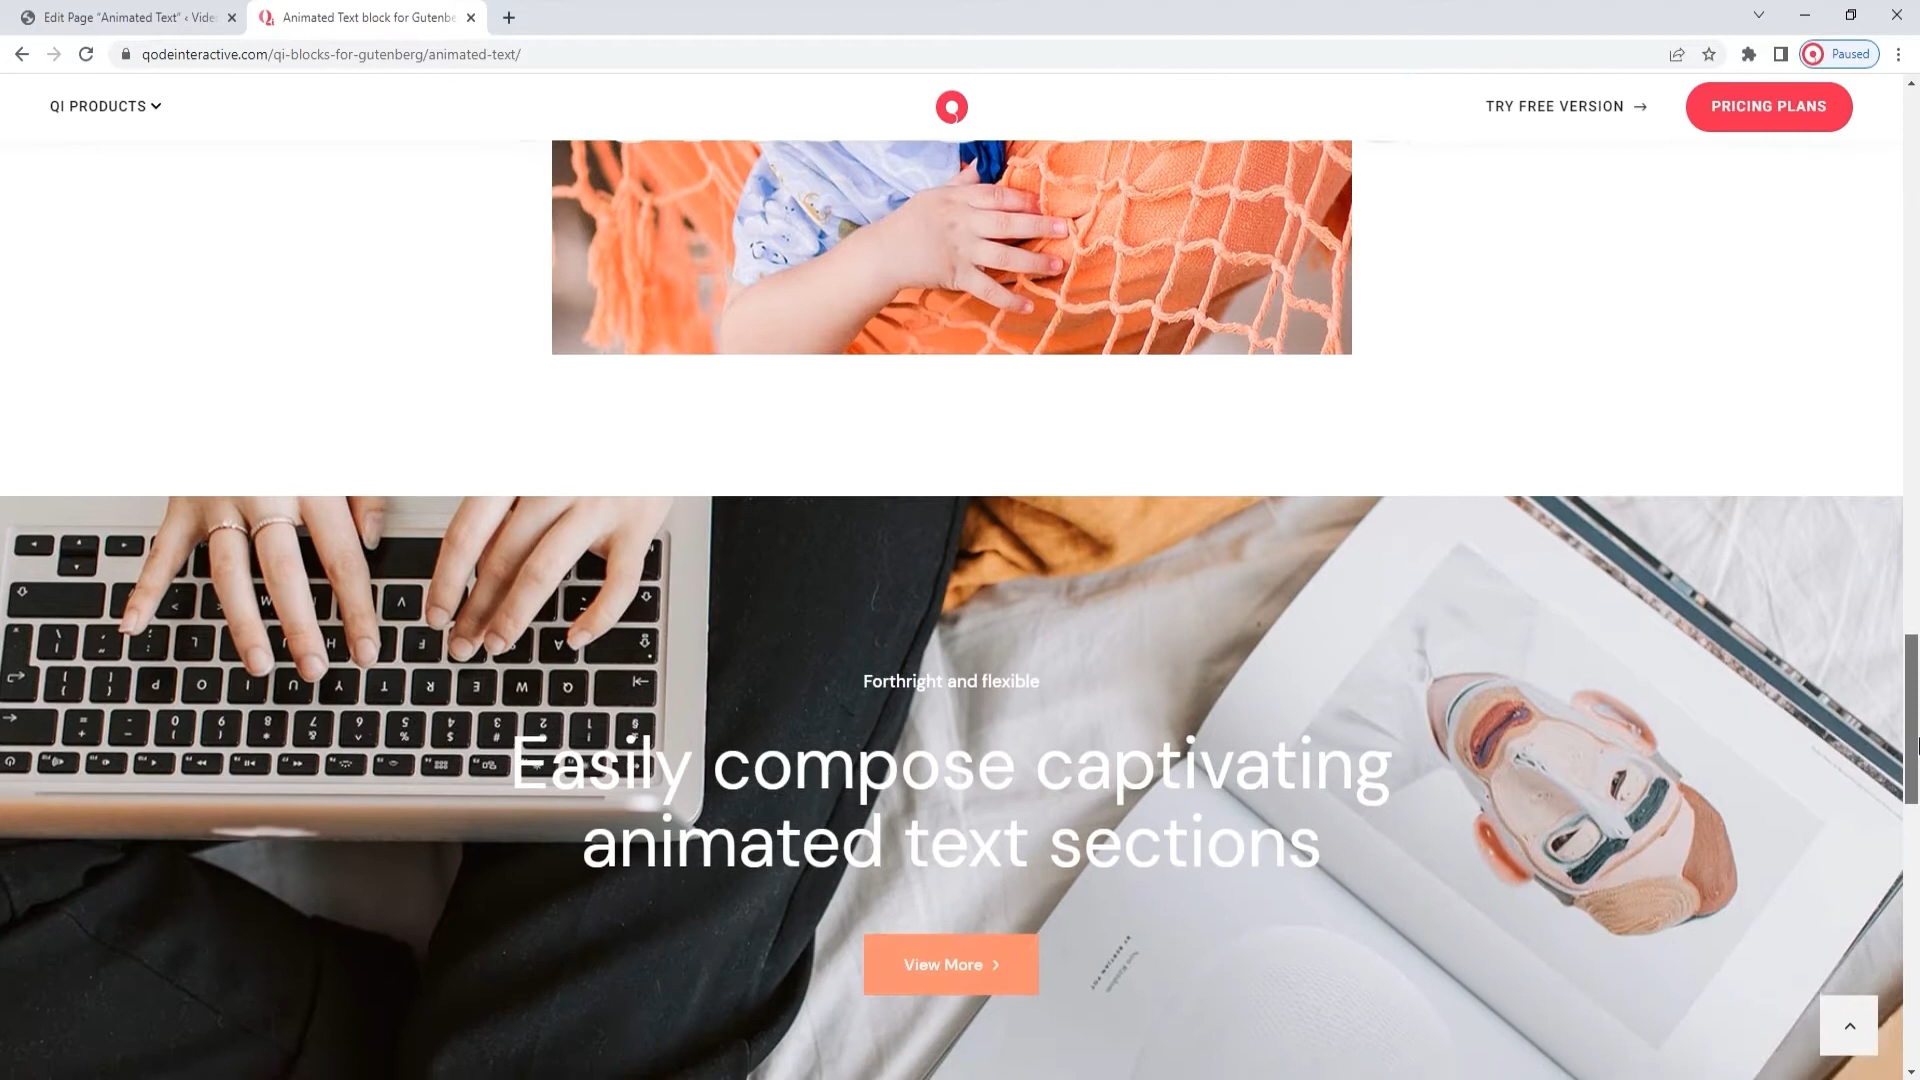 Edit Page “Animated Text” ‹ Vide
Animated Text block for Gutenbe
qodeinteractive.com/qi-blocks-for-gutenberg/animated-text/
Paused
QI PRODUCTS
TRY FREE VERSION →
PRICING PLANS
Forthright and flexible
Easily compose captivating
animated text sections
View More >